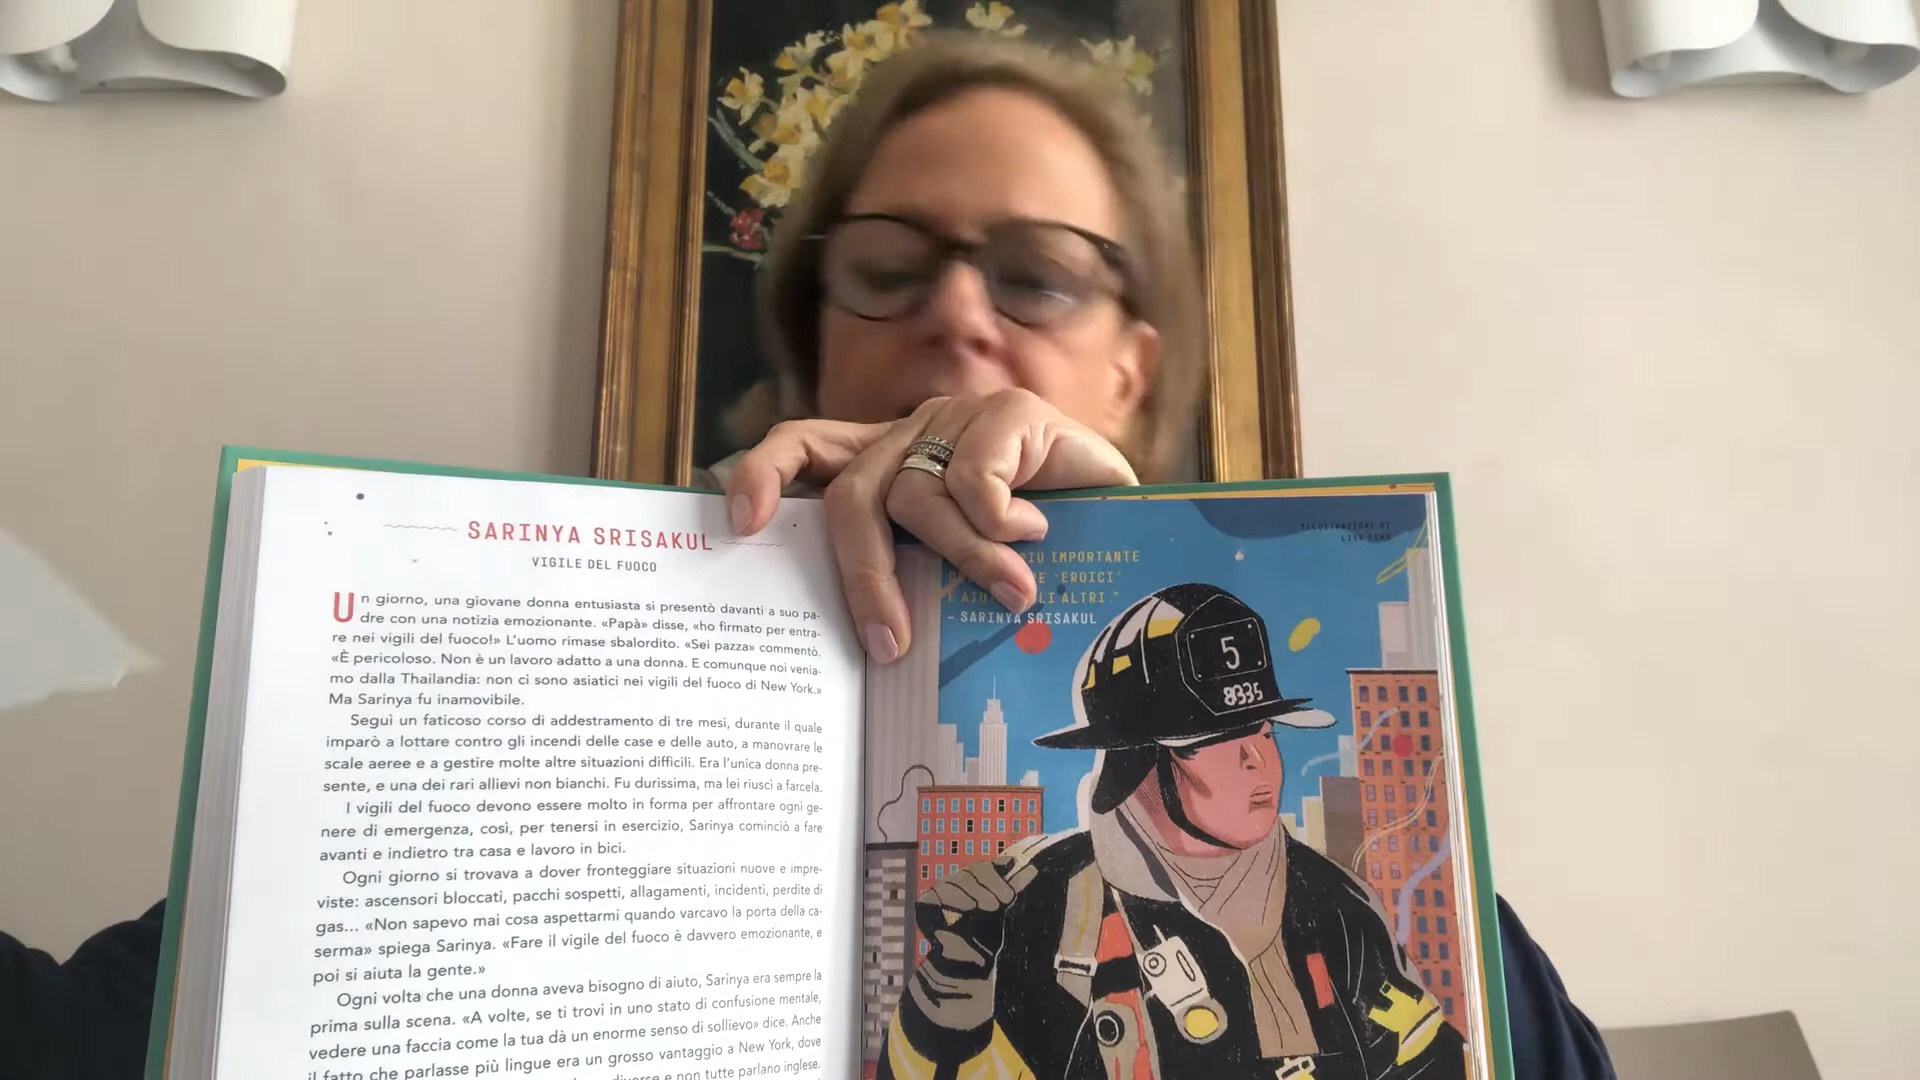 SARINYA SRISAKUL
VIGILE DEL FUOCO
Un giorno, una giovane donna entusiasta si presentò davanti a suo pa-
dre con una notizia emozionante. «Papà» disse, «ho firmato per entra-
re nei vigili del fuoco!» L'uomo rimase sbalordito. «Sei pazza» commentò.
«È pericoloso. Non è un lavoro adatto a una donna. E comunque noi venia-
mo dalla Thailandia: non ci sono asiatici nei vigili del fuoco di New York.»
Ma Sarinya fu inamovibile.
Seguì un faticoso corso di addestramento di tre mesi, durante il quale
imparò a lottare contro gli incendi delle case e delle auto, a manovrare le
scale aeree e a gestire molte altre situazioni difficili. Era l'unica donna pre-
sente, e una dei rari allievi non bianchi. Fu durissima, ma lei riuscì a farcela.
I vigili del fuoco devono essere molto in forma per affrontare ogni ge-
nere di emergenza, così, per tenersi in esercizio, Sarinya cominciò a fare
avanti e indietro tra casa e lavoro in bici.
Ogni giorno si trovava a dover fronteggiare situazioni nuove e impre-
viste: ascensori bloccati, pacchi sospetti, allagamenti, incidenti, perdite di
gas... «Non sapevo mai cosa aspettarmi quando varcavo la porta della ca-
serma» spiega Sarinya. «Fare il vigile del fuoco è davvero emozionante, e
poi si aiuta la gente.»
Ogni volta che una donna aveva bisogno di aiuto, Sarinya era sempre la
prima sulla scena. «A volte, se ti trovi in uno stato di confusione mentale,
vedere una faccia come la tua dà un enorme senso di sollievo» dice. Anche
il fatto che parlasse più lingue era un grosso vantaggio a New York, dove
diverse e non tutte parlano inglese.
ILLUSTRAZIONE DI
PIÙ IMPORTANTE
"EROICI"
ALTRI."
– SARINYA SRISAKUL
5
8335